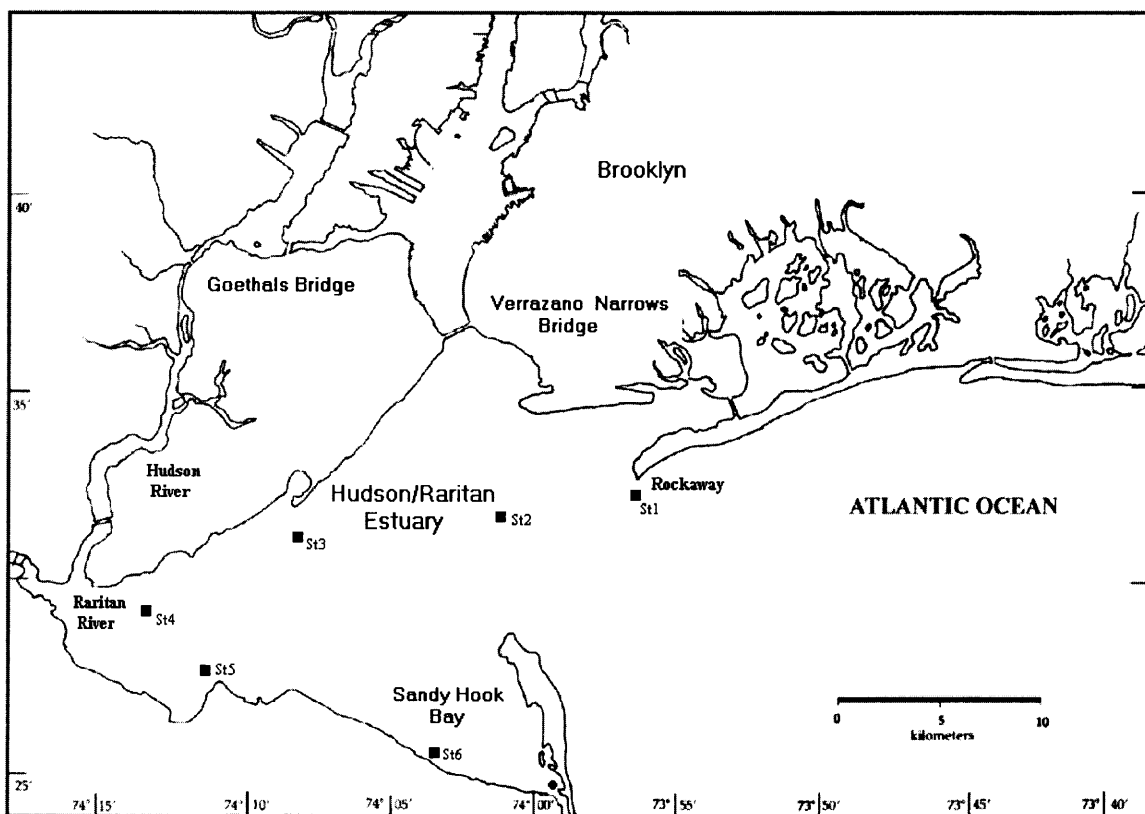 Brooklyn
40'
Goethals Bridge
Verrazano Narrows
Bridge
35'
Hudson
River
Hudson/Raritan
Estuary
Rockaway
St1
ATLANTIC OCEAN
St2
St3
Raritan
River
St4
St5
Sandy Hook
Bay
St6
0 5 10
kilometers
25'
74° 15' 74° 10' 74° 05' 74° 00' 73° 55' 73° 50' 73° 45' 73° 40'